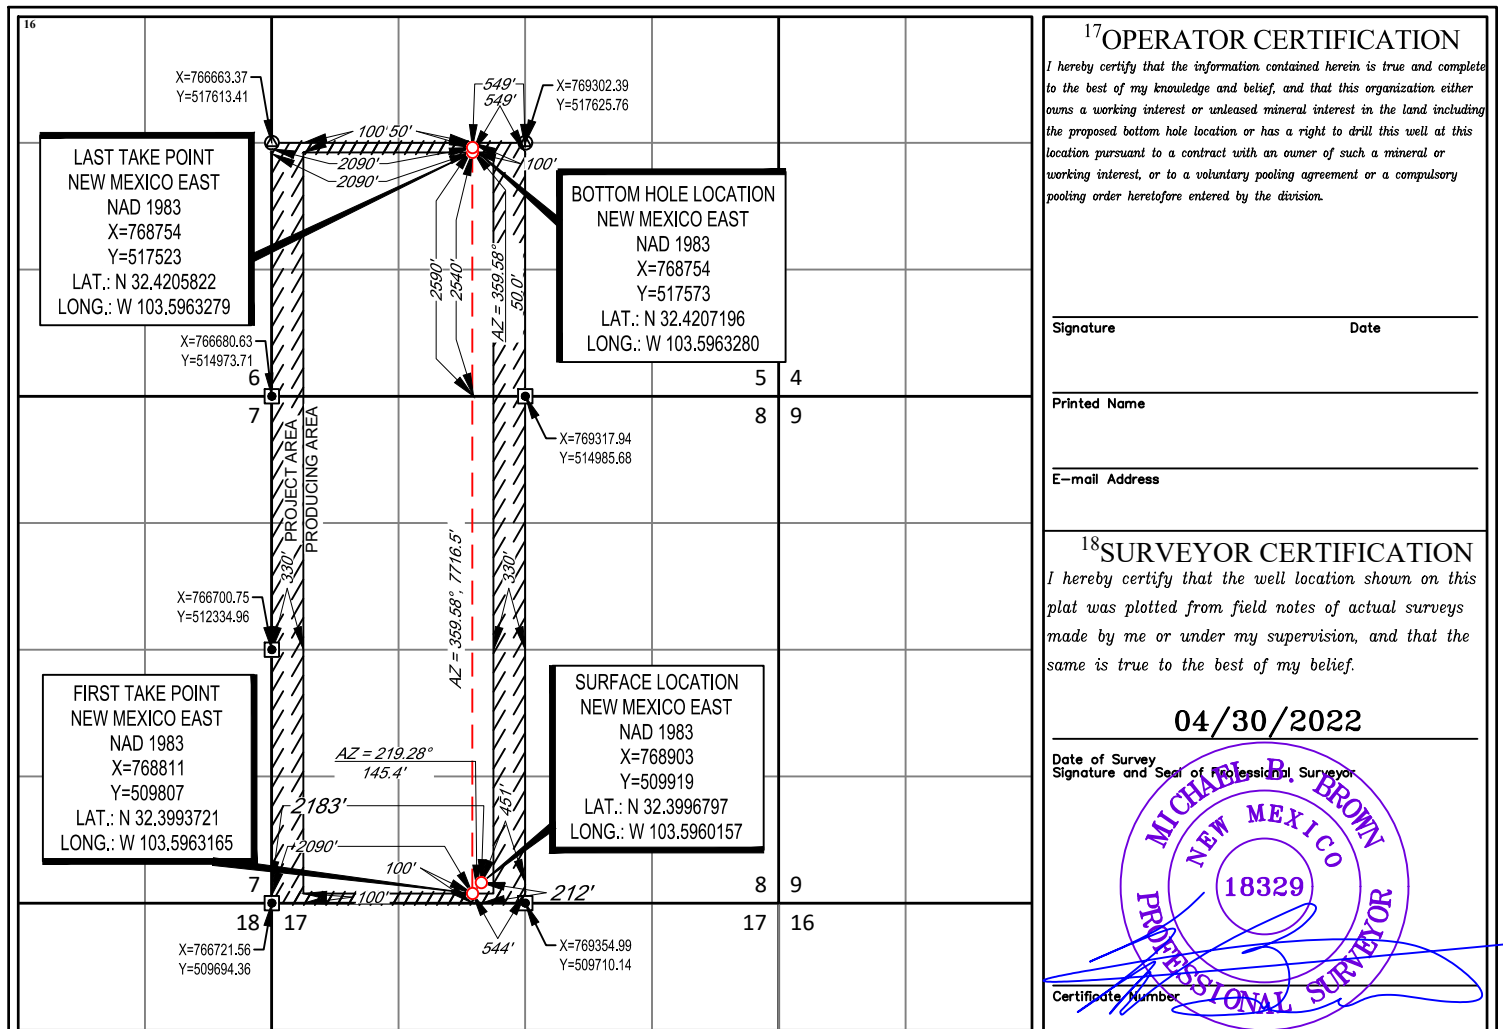 16
X=766663.37
Y=517613.41
549'
549'
X=769302.39
Y=517625.76
100'
50'
2090'
2090'
100'
LAST TAKE POINT
NEW MEXICO EAST
NAD 1983
X=768754
Y=517523
LAT.: N 32.4205822
LONG.: W 103.5963279
BOTTOM HOLE LOCATION
NEW MEXICO EAST
NAD 1983
X=768754
Y=517573
LAT.: N 32.4207196
LONG.: W 103.5963280
2590'
2540'
AZ = 359.58°
50.0'
X=766680.63
Y=514973.71
6
5
4
7
8
9
X=769317.94
Y=514985.68
PROJECT AREA
PRODUCING AREA
330'
330'
AZ = 359.58°, 7716.5'
X=766700.75
Y=512334.96
FIRST TAKE POINT
NEW MEXICO EAST
NAD 1983
X=768811
Y=509807
LAT.: N 32.3993721
LONG.: W 103.5963165
SURFACE LOCATION
NEW MEXICO EAST
NAD 1983
X=768903
Y=509919
LAT.: N 32.3996797
LONG.: W 103.5960157
AZ = 219.28°
145.4'
2183'
451'
2090'
100'
100'
212'
544'
7
8
9
18
17
17
16
X=766721.56
Y=509694.36
X=769354.99
Y=509710.14
17 OPERATOR CERTIFICATION
I hereby certify that the information contained herein is true and complete
to the best of my knowledge and belief, and that this organization either
owns a working interest or unleased mineral interest in the land including
the proposed bottom hole location or has a right to drill this well at this
location pursuant to a contract with an owner of such a mineral or
working interest, or to a voluntary pooling agreement or a compulsory
pooling order heretofore entered by the division.
Signature Date
Printed Name
E-mail Address
18 SURVEYOR CERTIFICATION
I hereby certify that the well location shown on this
plat was plotted from field notes of actual surveys
made by me or under my supervision, and that the
same is true to the best of my belief.
04/30/2022
Date of Survey
Signature and Seal of Professional Surveyor
MICHAEL B. BROWN
NEW MEXICO
18329
PROFESSIONAL SURVEYOR
Certificate Number